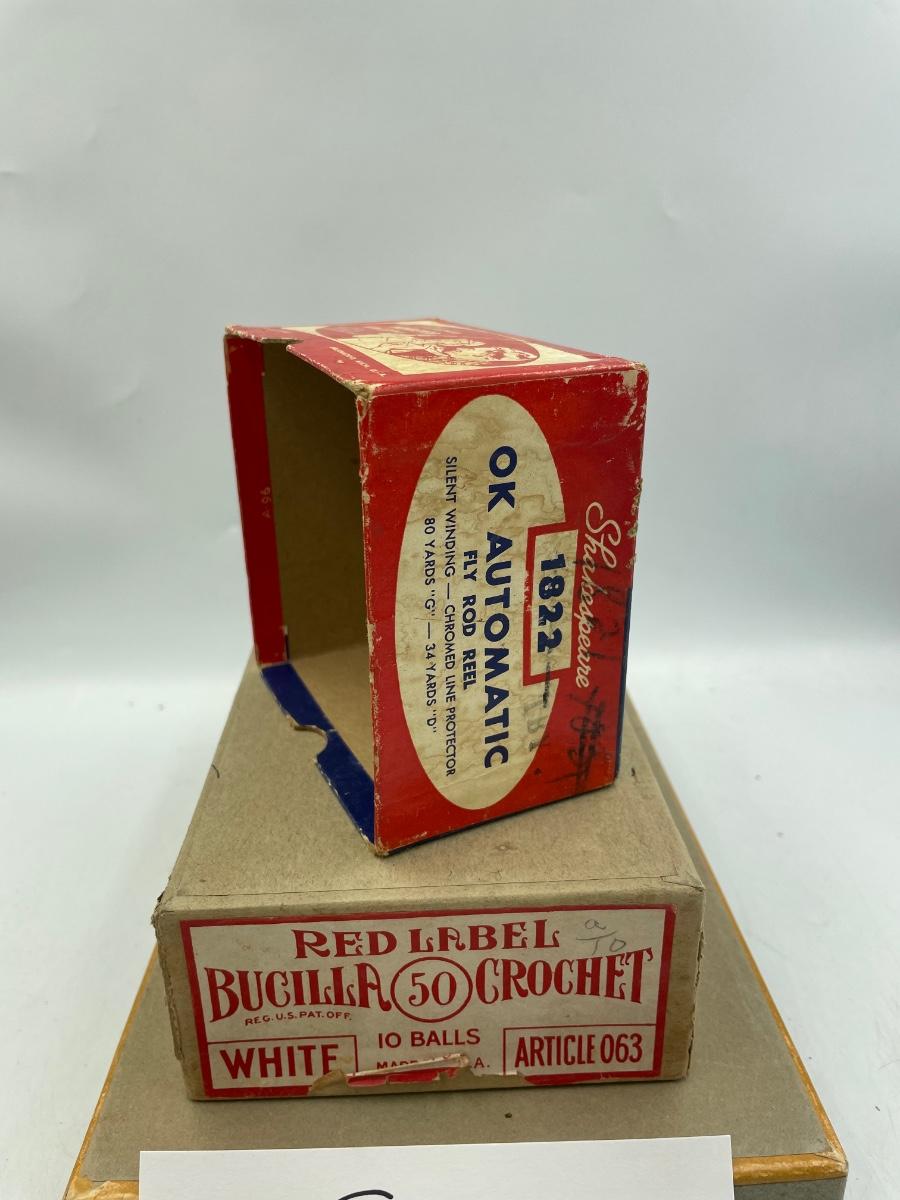 Shakespeare
1822
OK AUTOMATIC
FLY ROD REEL
SILENT WINDING — CHROMED LINE PROTECTOR
80 YARDS "G" — 34 YARDS "D"
RED LABEL
BUCILLA 50 CROCHET
REG. U.S. PAT. OFF.
10 BALLS
WHITE
ARTICLE 063